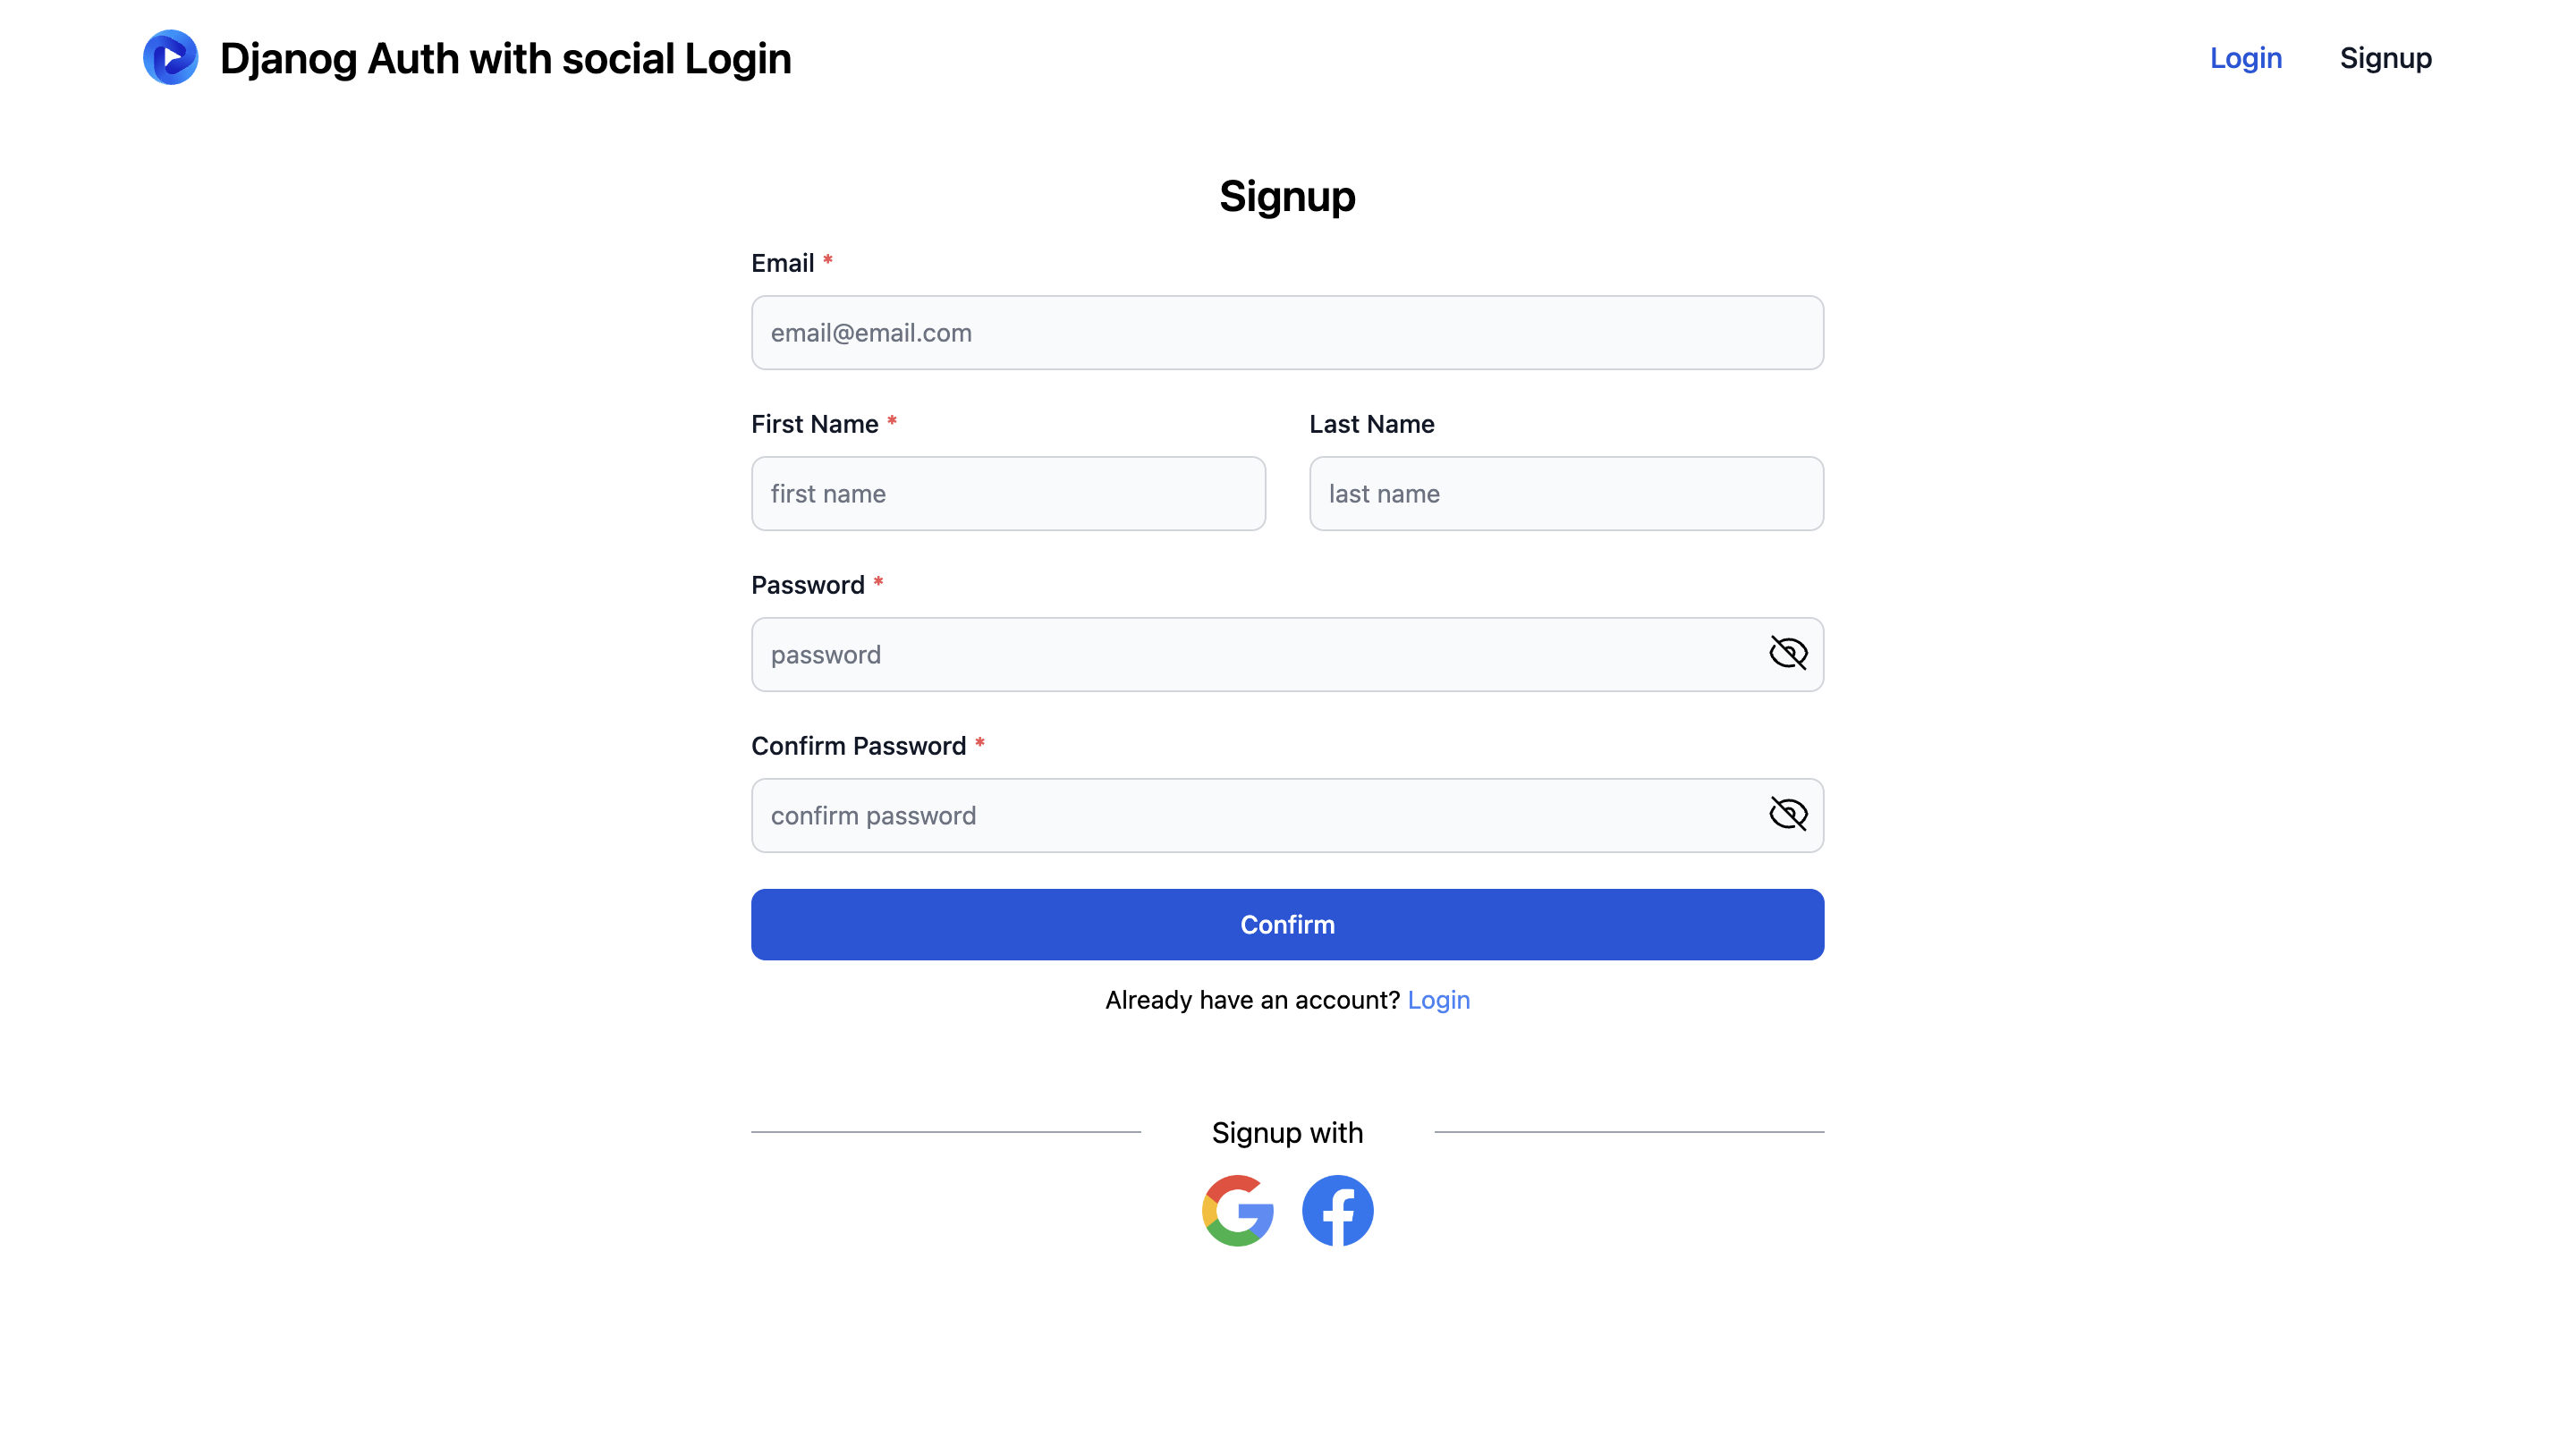 Djanog Auth with social Login
Login
Signup
Signup
Email *
email@email.com
First Name *
Last Name
first name
last name
Password *
password
Confirm Password *
confirm password
Confirm
Already have an account? Login
Signup with